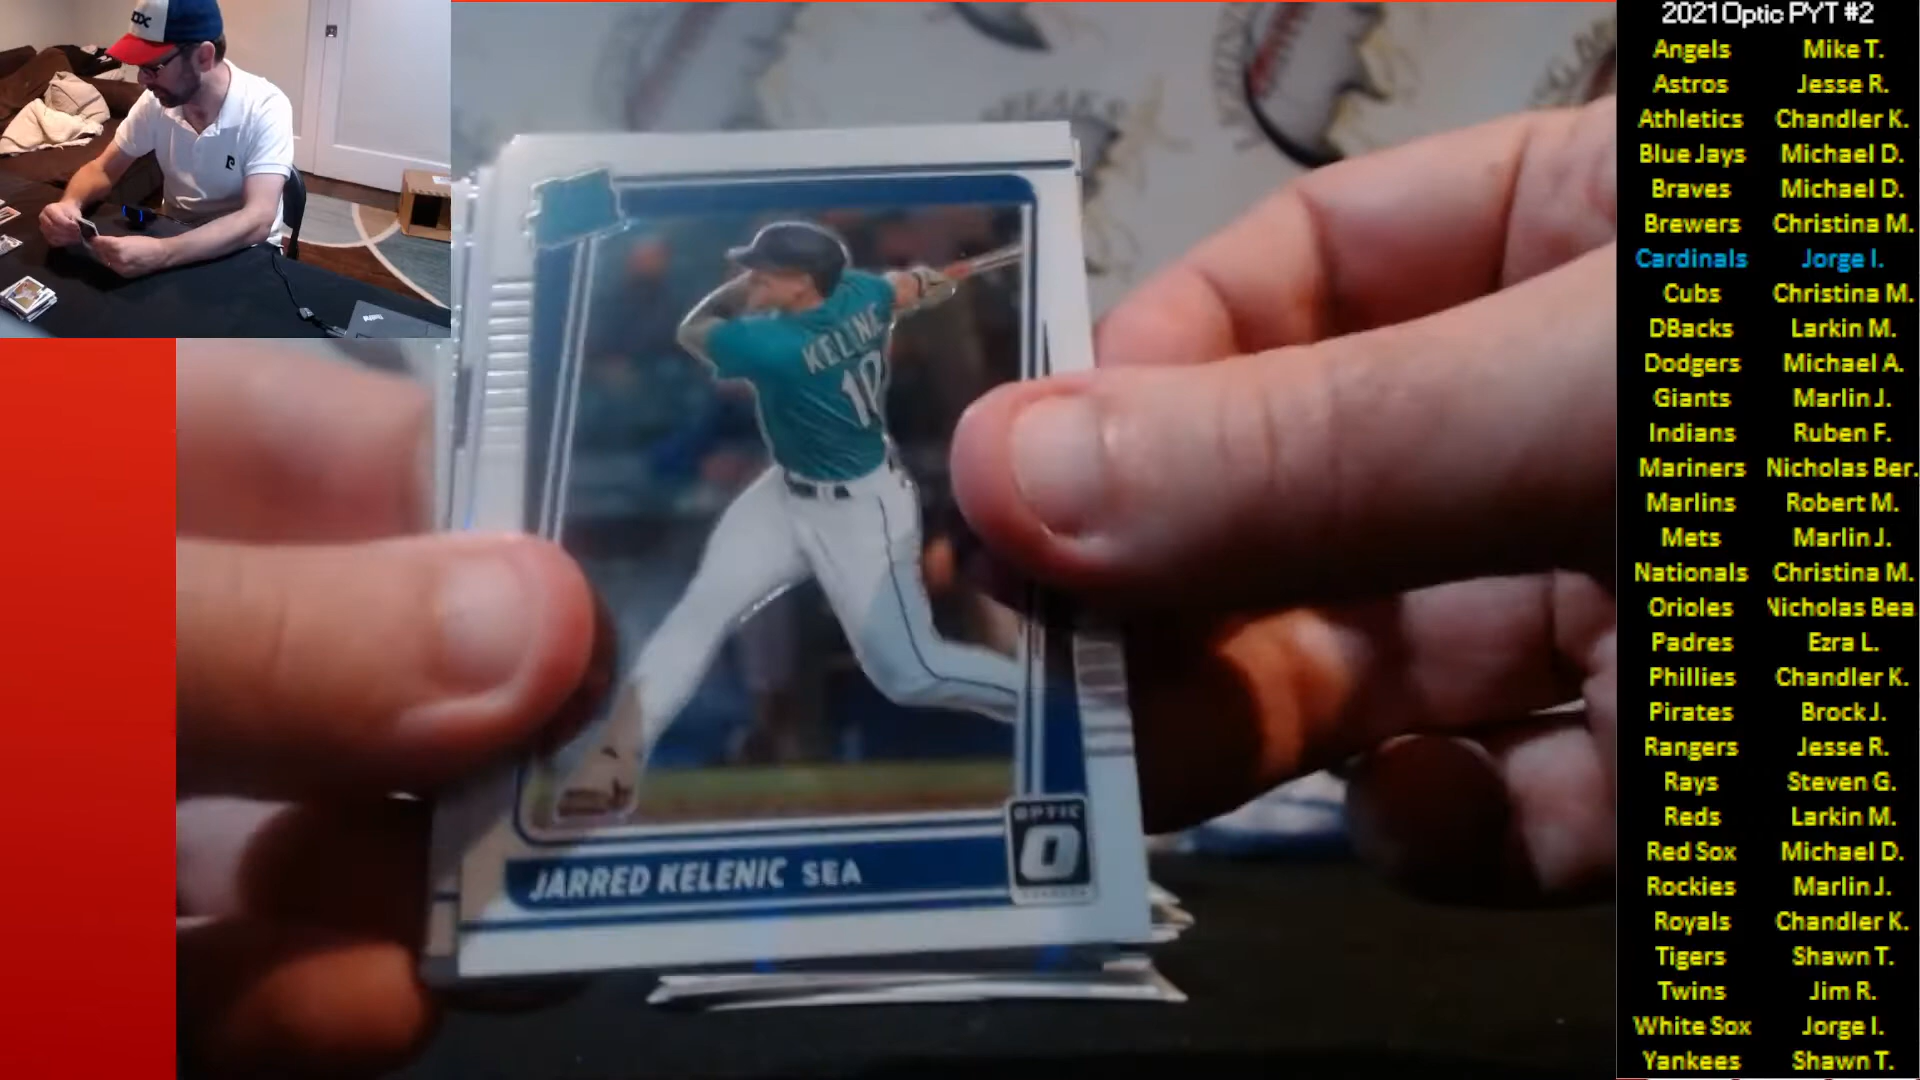 2021 Optic PYT #2
Angels Mike T.
Astros Jesse R.
Athletics Chandler K.
Blue Jays Michael D.
Braves Michael D.
Brewers Christina M.
Cardinals Jorge I.
Cubs Christina M.
DBacks Larkin M.
Dodgers Michael A.
Giants Marlin J.
Indians Ruben F.
Mariners Nicholas Ber.
Marlins Robert M.
Mets Marlin J.
Nationals Christina M.
Orioles Nicholas Bea
Padres Ezra L.
Phillies Chandler K.
Pirates Brock J.
Rangers Jesse R.
Rays Steven G.
Reds Larkin M.
Red Sox Michael D.
Rockies Marlin J.
Royals Chandler K.
Tigers Shawn T.
Twins Jim R.
White Sox Jorge I.
Yankees Shawn T.
KELENIC
10
OPTIC
O
JARRED KELENIC SEA